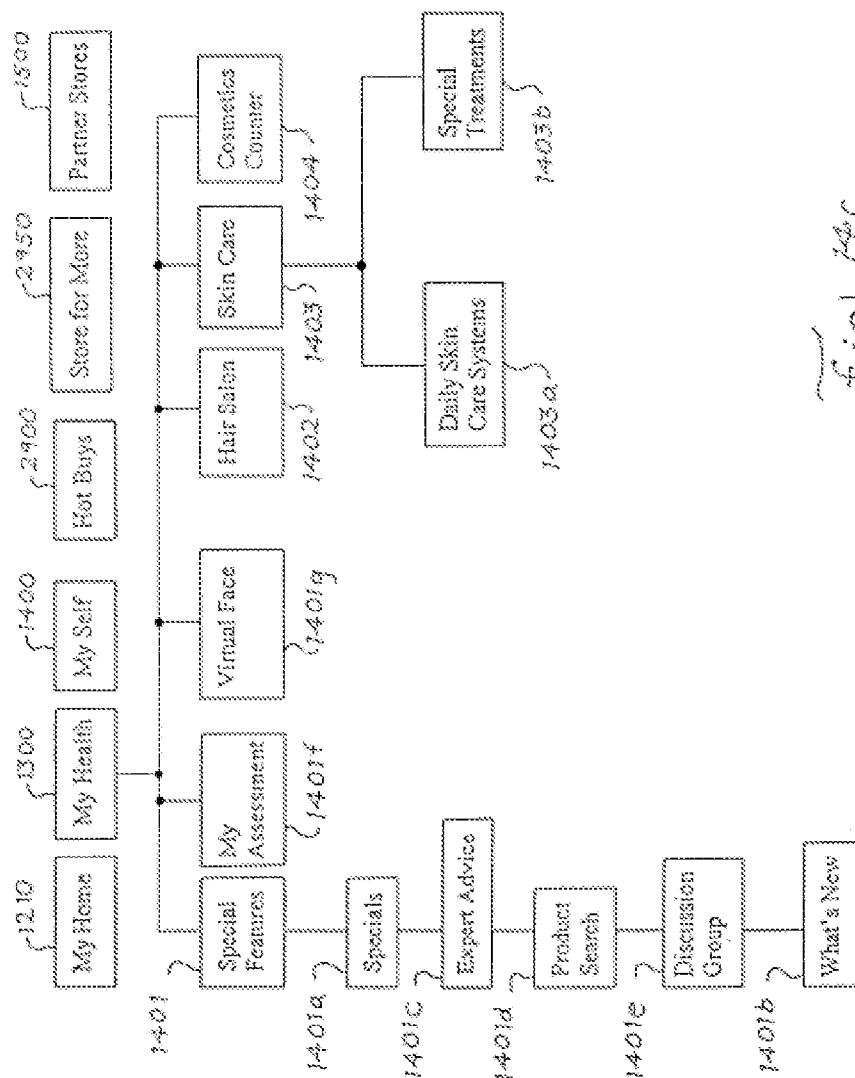 1210
1300
1400
2900
2950
1500
My Home
My Health
My Self
Hot Buys
Store for More
Partner Stores
1401
Special
Features
My
Assessment
1401f
Virtual Face
1401g
Hair Salon
1402
Skin Care
1403
Cosmetics
Counter
1404
1401a
Specials
1401c
Expert Advice
1401d
Product
Search
1401e
Discussion
Group
1401b
What's New
Daily Skin
Care Systems
1403a
Special
Treatments
1403b